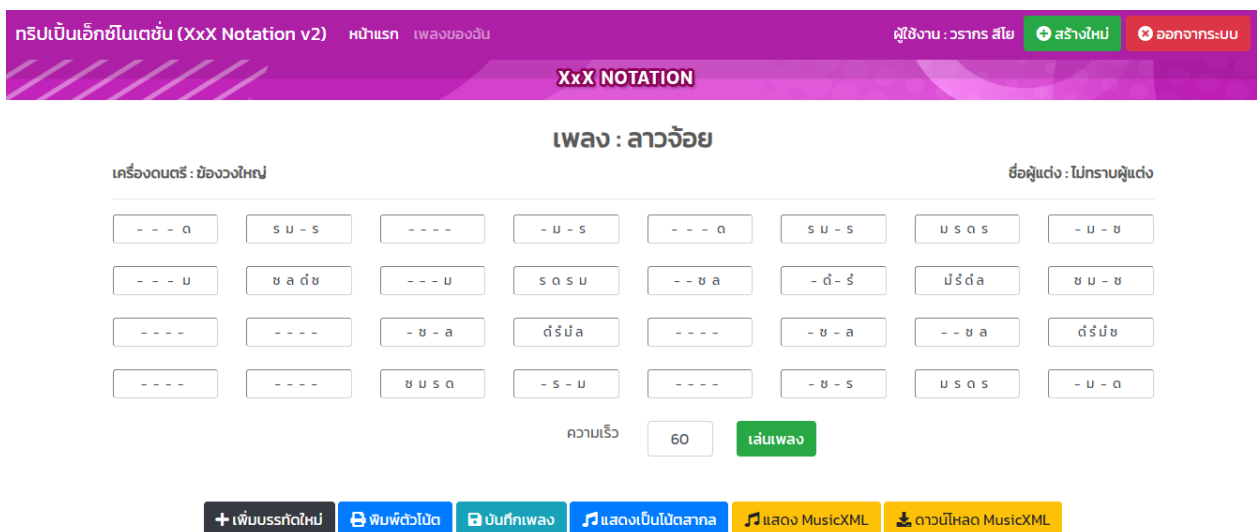 ทริปเปิ้นเอ็กซ์โนเตชั่น (XxX Notation v2) หน้าแรก เพลงของฉัน ผู้ใช้งาน : วรากร สีโย สร้างใหม่ ออกจากระบบ
XxX NOTATION
เพลง : ลาวจ้อย
เครื่องดนตรี : ฆ้องวงใหญ่ ชื่อผู้แต่ง : ไม่ทราบผู้แต่ง
- - - ด ร ม - ร - - - - - ม - ร - - - ด ร ม - ร ม ร ด ร - ม - ซ
- - - ม ซ ล ดํ ซ - - - ม ร ด ร ม - - ซ ล - ดํ - รํ มํ รํ ดํ ล ซ ม - ซ
- - - - - - - - - ซ - ล ดํ รํ มํ ล - - - - - ซ - ล - - ซ ล ดํ รํ มํ ซ
- - - - - - - - ซ ม ร ด - ร - ม - - - - - ซ - ร ม ร ด ร - ม - ด
ความเร็ว 60 เล่นเพลง
เพิ่มบรรทัดใหม่ พิมพ์ตัวโน้ต บันทึกเพลง แสดงเป็นโน้ตสากล แสดง MusicXML ดาวน์โหลด MusicXML